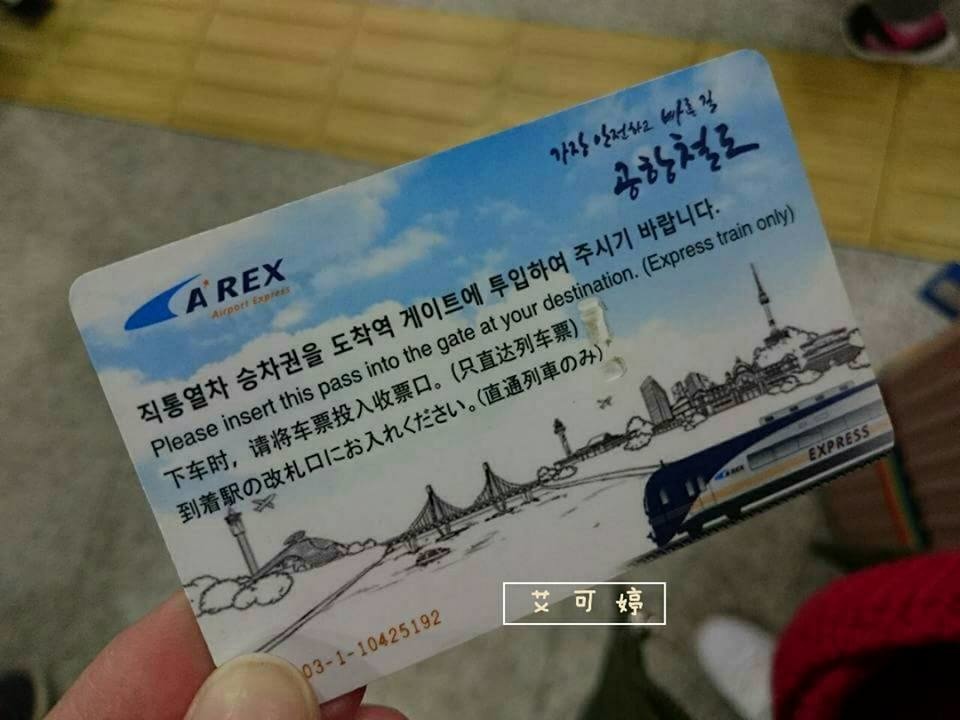 가장 안전하고 빠른 길
공항철도
A'REX
Airport Express
직통열차 승차권을 도착역 게이트에 투입하여 주시기 바랍니다.
Please insert this pass into the gate at your destination. (Express train only)
下车时，请将车票投入收票口。(只直达列车票)
到着駅の改札口にお入れください。(直通列車のみ)
A'REX
EXPRESS
艾可婷
03-1-10425192